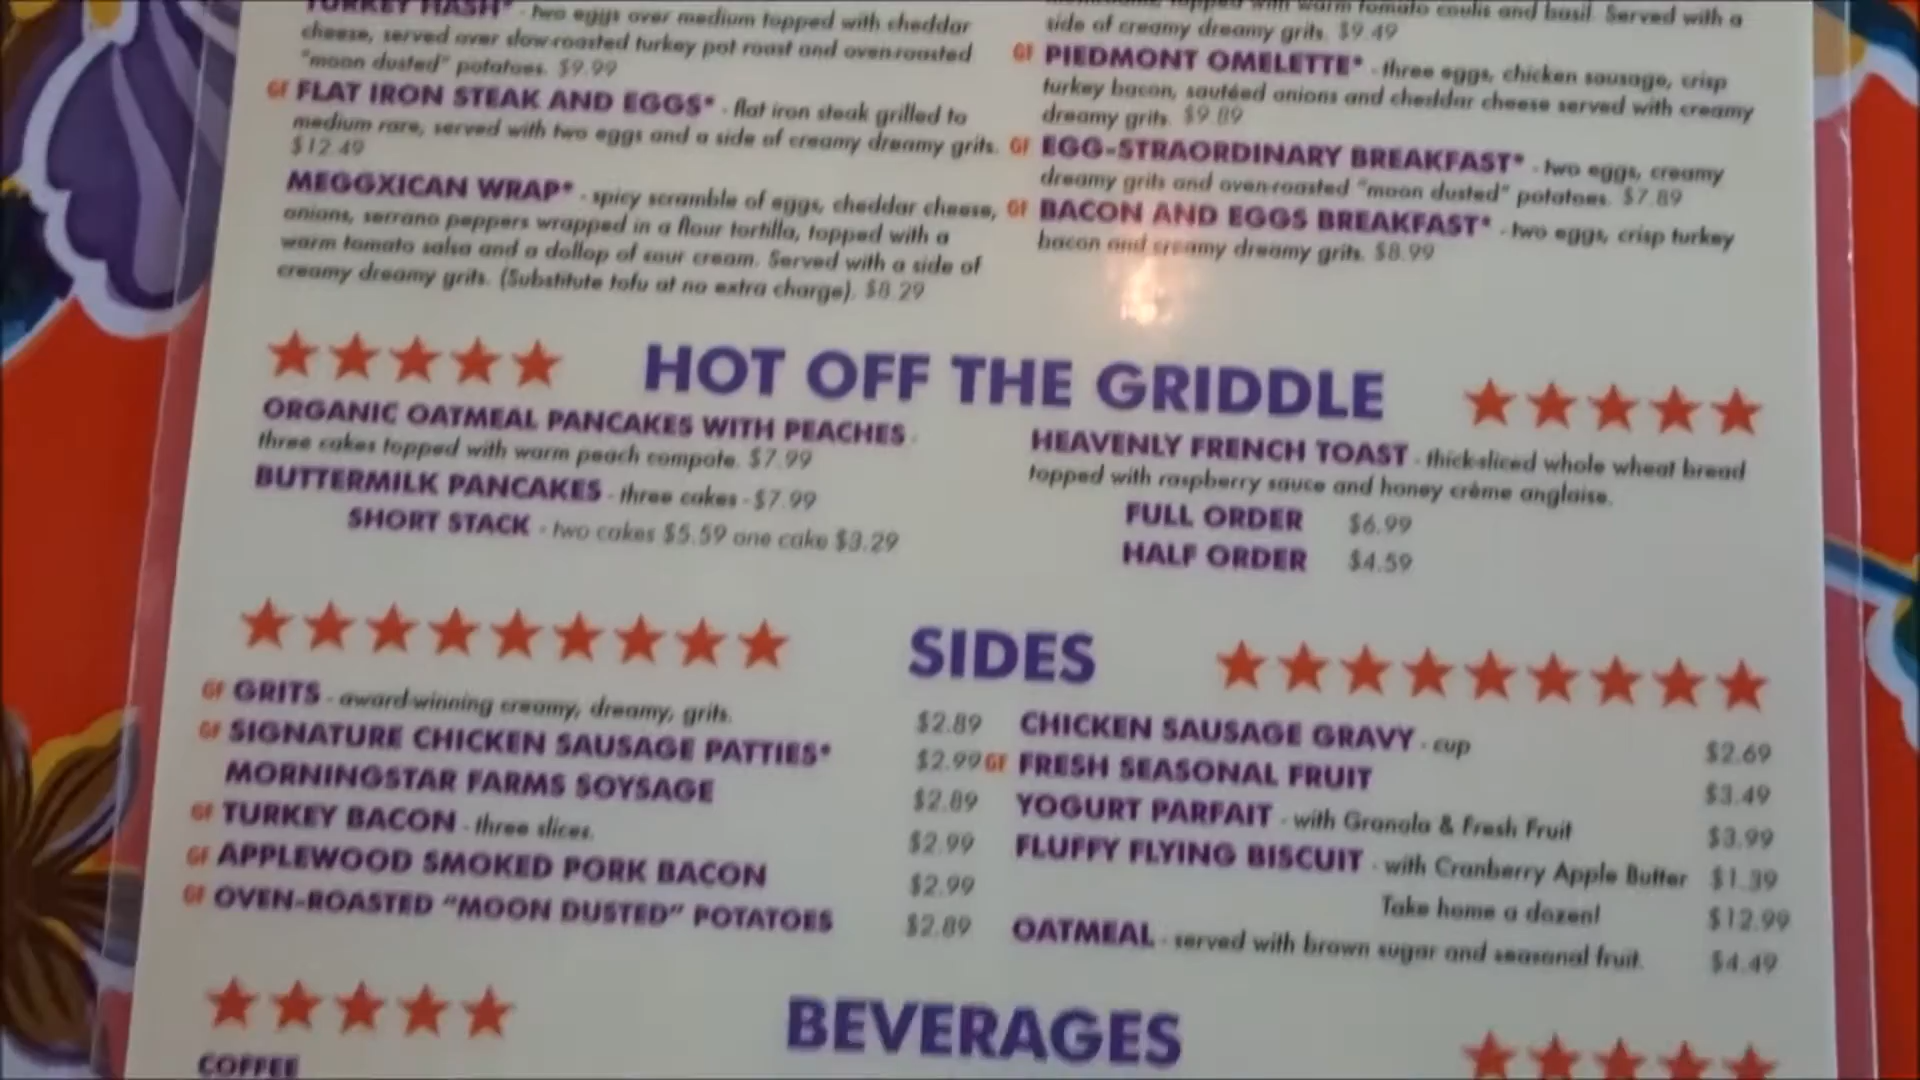 TURKEY HASH* - two eggs over medium topped with cheddar
cheese, served over slow-roasted turkey pot roast and oven-roasted
"moon dusted" potatoes. $9.99
GF FLAT IRON STEAK AND EGGS* - flat iron steak grilled to
medium rare, served with two eggs and a side of creamy dreamy grits.
$12.49
MEGGXICAN WRAP* - spicy scramble of eggs, cheddar cheese,
onions, serrano peppers wrapped in a flour tortilla, topped with a
warm tomato salsa and a dollop of sour cream. Served with a side of
creamy dreamy grits. (Substitute tofu at no extra charge). $8.29
topped with warm tomato coulis and basil. Served with a
side of creamy dreamy grits. $9.49
GF PIEDMONT OMELETTE* - three eggs, chicken sausage, crisp
turkey bacon, sautéed onions and cheddar cheese served with creamy
dreamy grits. $9.89
GF EGG-STRAORDINARY BREAKFAST* - two eggs, creamy
dreamy grits and oven-roasted "moon dusted" potatoes. $7.89
GF BACON AND EGGS BREAKFAST* - two eggs, crisp turkey
bacon and creamy dreamy grits. $8.99
HOT OFF THE GRIDDLE
ORGANIC OATMEAL PANCAKES WITH PEACHES -
three cakes topped with warm peach compote. $7.99
BUTTERMILK PANCAKES - three cakes - $7.99
SHORT STACK - two cakes $5.59 one cake $3.29
HEAVENLY FRENCH TOAST - thick-sliced whole wheat bread
topped with raspberry sauce and honey crème anglaise.
FULL ORDER $6.99
HALF ORDER $4.59
SIDES
GF GRITS - award-winning creamy, dreamy, grits. $2.89
GF SIGNATURE CHICKEN SAUSAGE PATTIES* $2.99
MORNINGSTAR FARMS SOYSAGE $2.89
GF TURKEY BACON - three slices. $2.99
GF APPLEWOOD SMOKED PORK BACON $2.99
GF OVEN-ROASTED "MOON DUSTED" POTATOES $2.89
CHICKEN SAUSAGE GRAVY - cup $2.69
GF FRESH SEASONAL FRUIT $3.49
YOGURT PARFAIT - with Granola & Fresh Fruit $3.99
FLUFFY FLYING BISCUIT - with Cranberry Apple Butter $1.39
Take home a dozen! $12.99
OATMEAL - served with brown sugar and seasonal fruit. $4.49
BEVERAGES
COFFEE